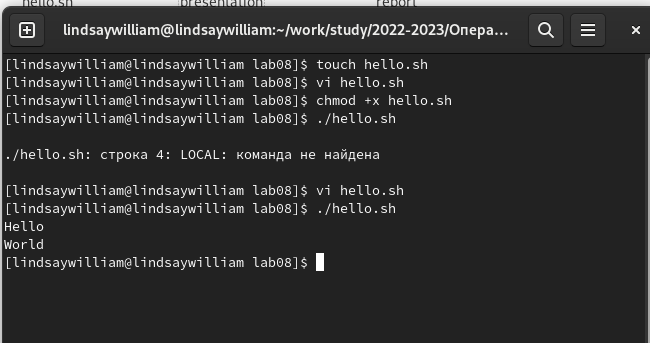 hello.sh presentation report
lindsaywilliam@lindsaywilliam:~/work/study/2022-2023/Опера...
[lindsaywilliam@lindsaywilliam lab08]$ touch hello.sh
[lindsaywilliam@lindsaywilliam lab08]$ vi hello.sh
[lindsaywilliam@lindsaywilliam lab08]$ chmod +x hello.sh
[lindsaywilliam@lindsaywilliam lab08]$ ./hello.sh
./hello.sh: строка 4: LOCAL: команда не найдена
[lindsaywilliam@lindsaywilliam lab08]$ vi hello.sh
[lindsaywilliam@lindsaywilliam lab08]$ ./hello.sh
Hello
World
[lindsaywilliam@lindsaywilliam lab08]$